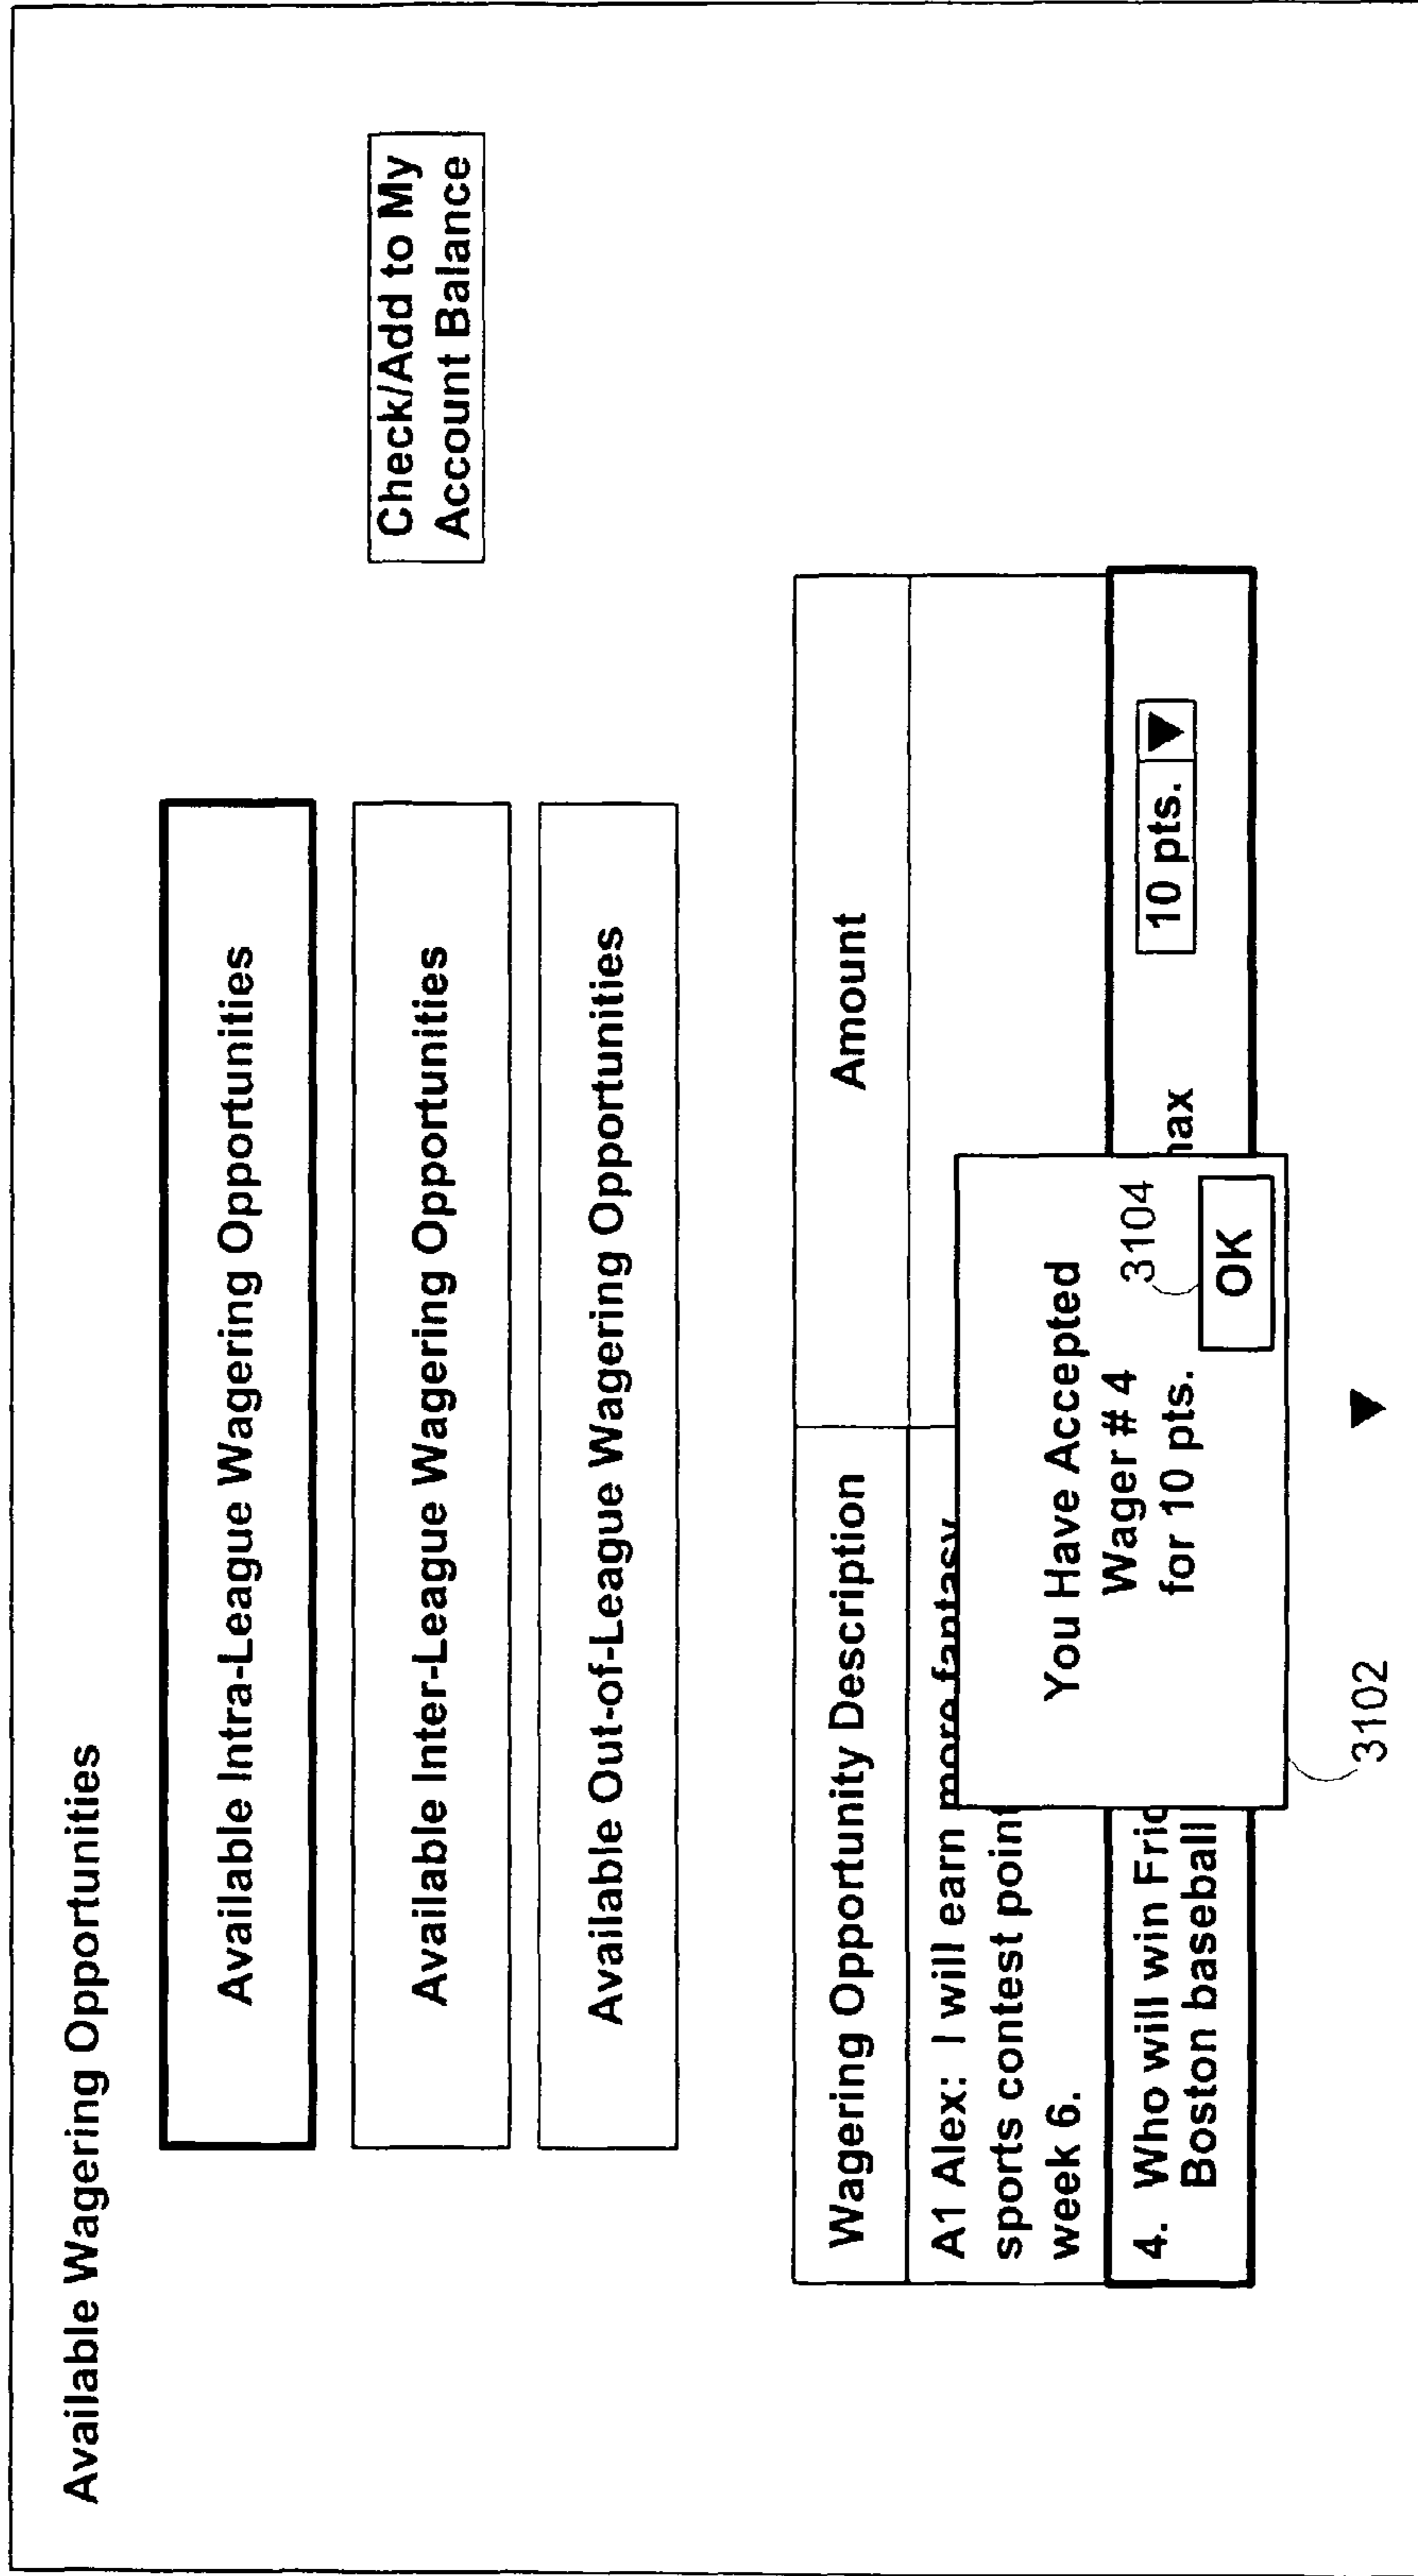 Available Wagering Opportunities
Available Intra-League Wagering Opportunities
Available Inter-League Wagering Opportunities
Check/Add to My
Account Balance
Available Out-of-League Wagering Opportunities
Wagering Opportunity Description
Amount
A1 Alex: I will earn more fantasy
sports contest
week 6.
4. Who will win
Boston baseball
10 pts.
You Have Accepted
Wager # 4
for 10 pts.
3104
OK
3102